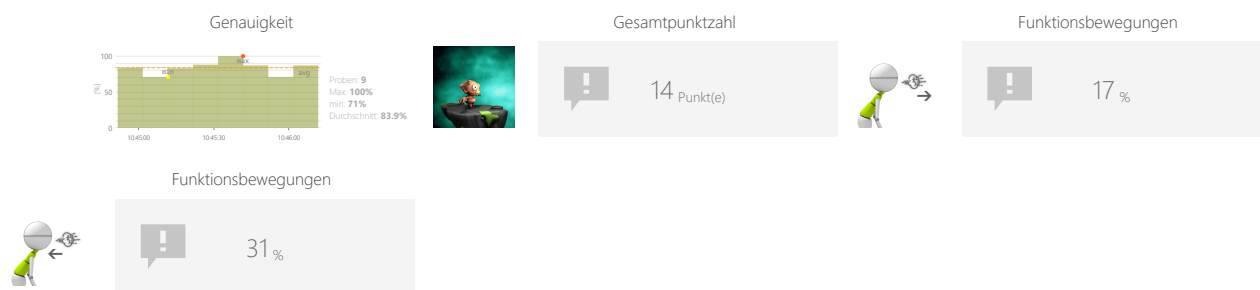 Genauigkeit
100
50
0
[%]
min
max
avg
10:45:00
10:45:30
10:46:00
Proben: 9
Max: 100%
min: 71%
Durchschnitt: 83.9%
Gesamtpunktzahl
14 Punkt(e)
Funktionsbewegungen
17 %
Funktionsbewegungen
31 %